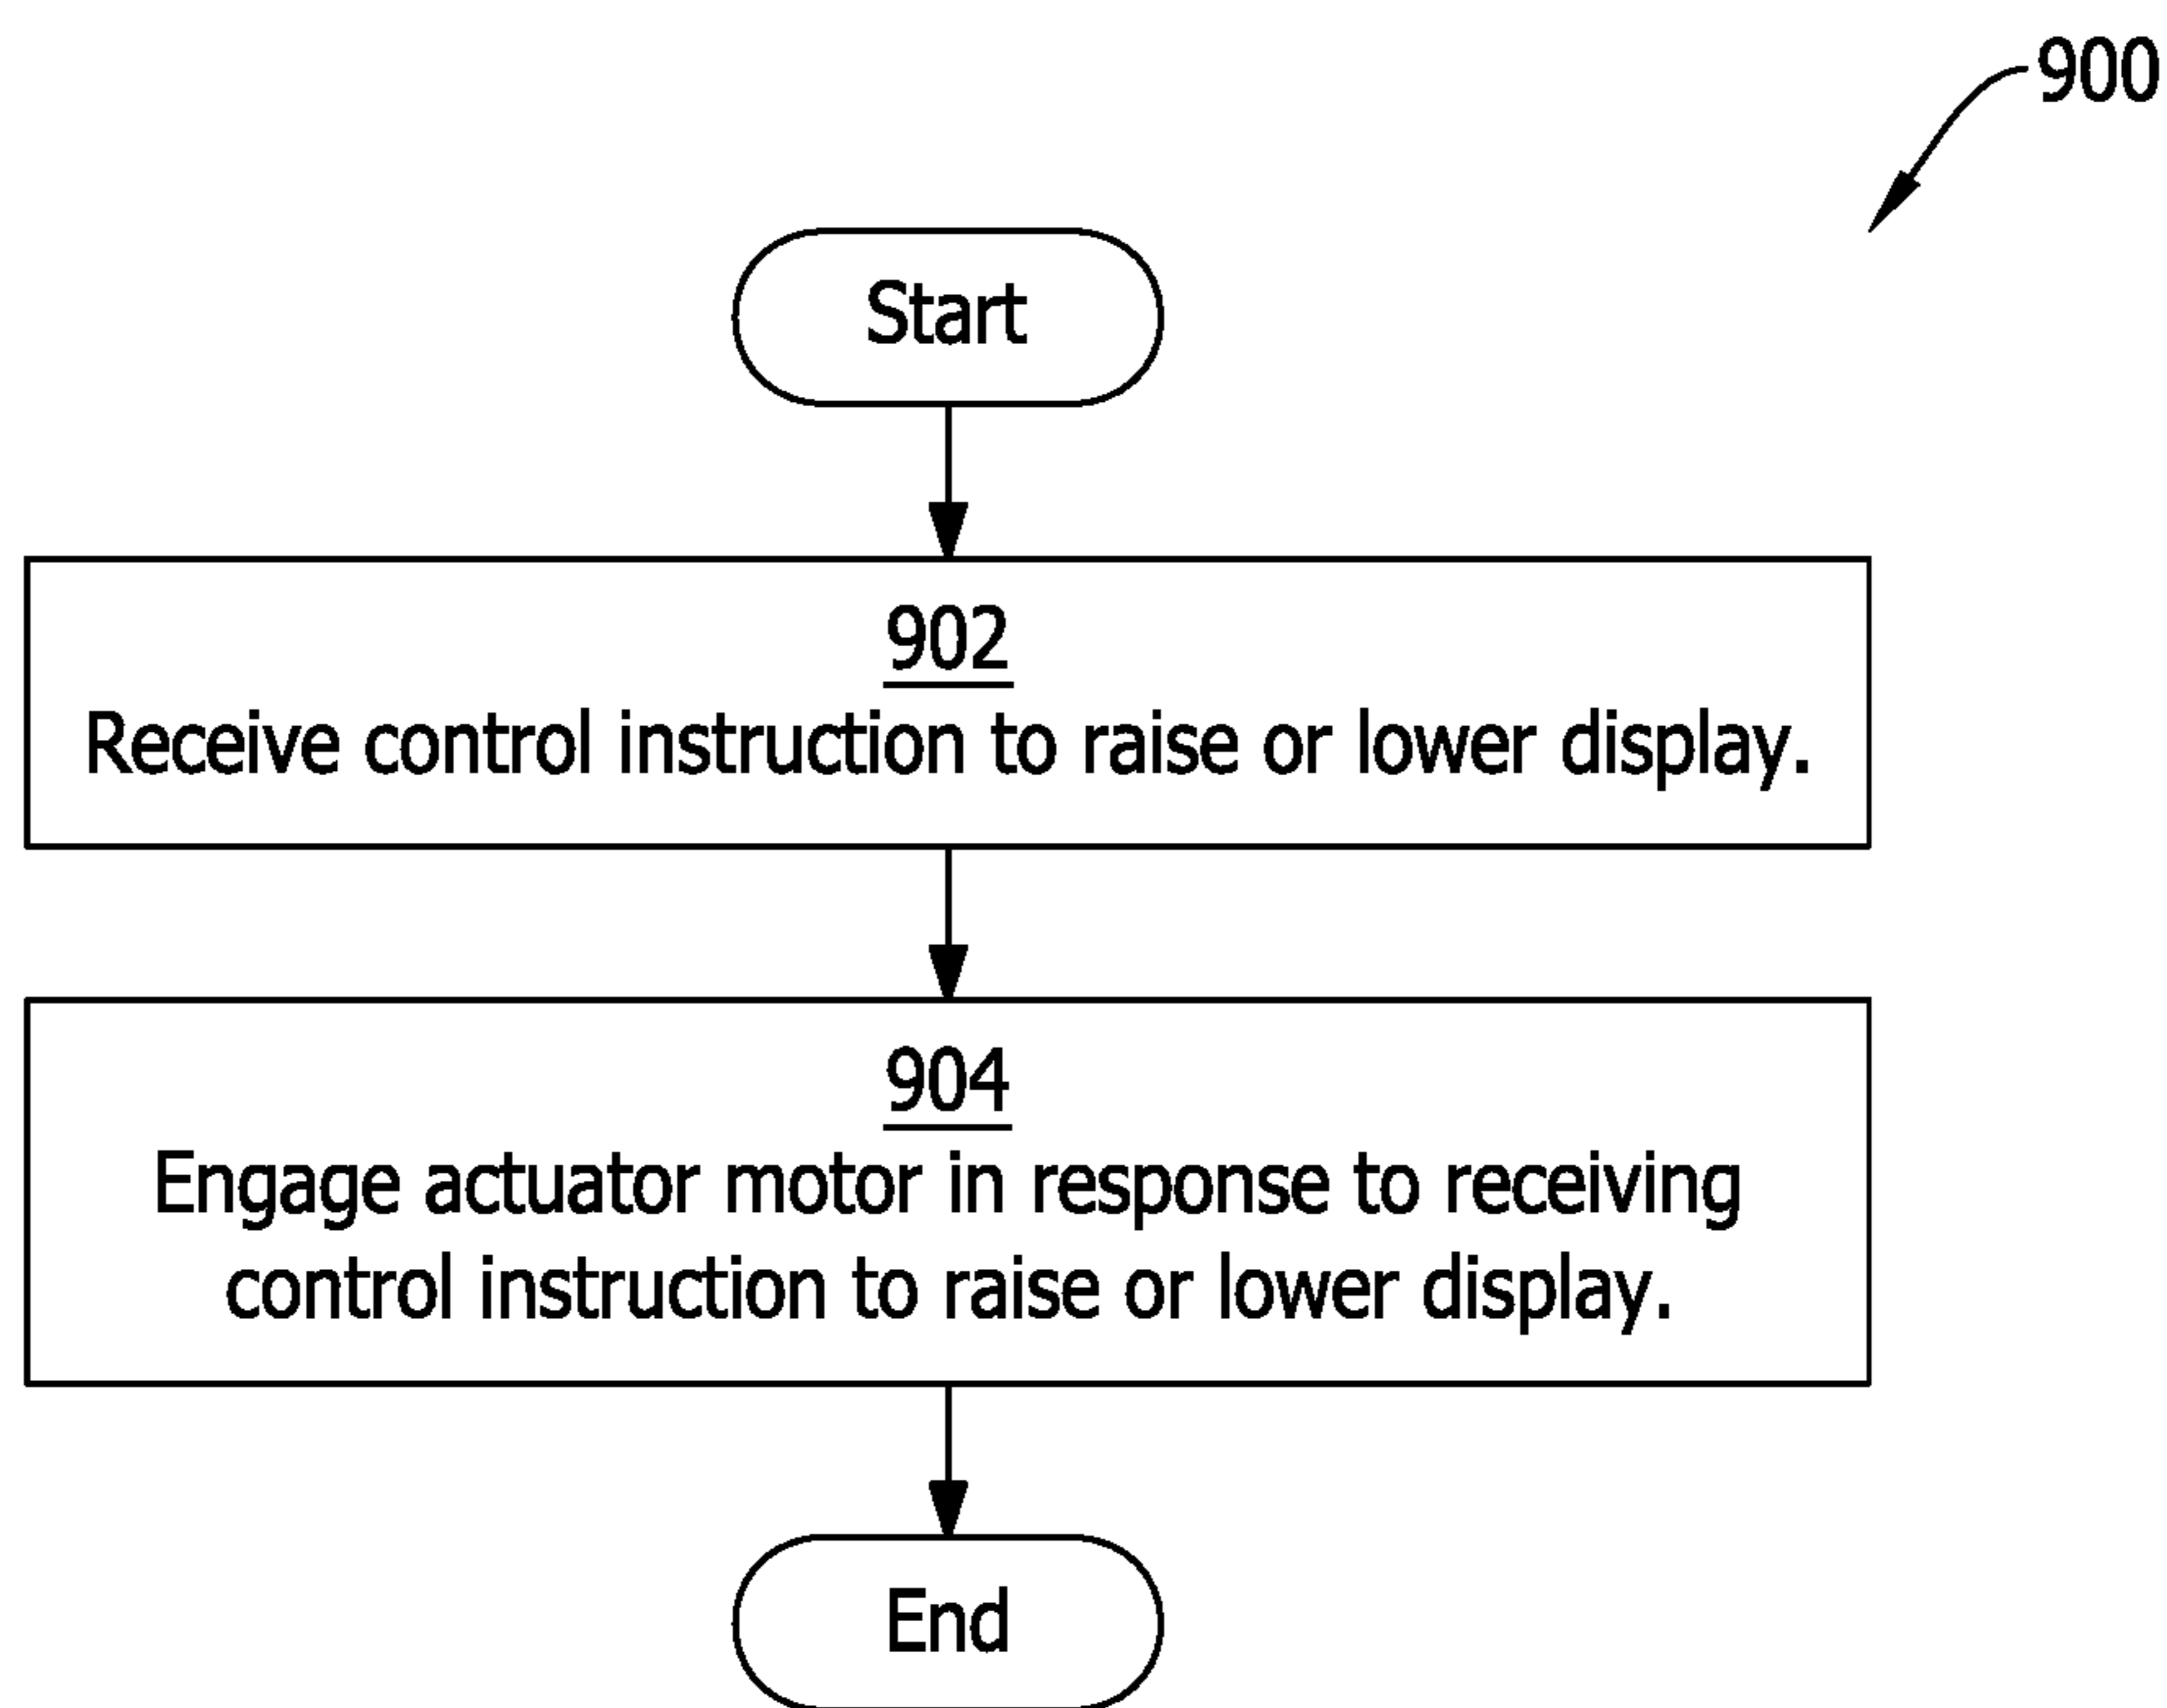 900
Start
902
Receive control instruction to raise or lower display.
904
Engage actuator motor in response to receiving
control instruction to raise or lower display.
End